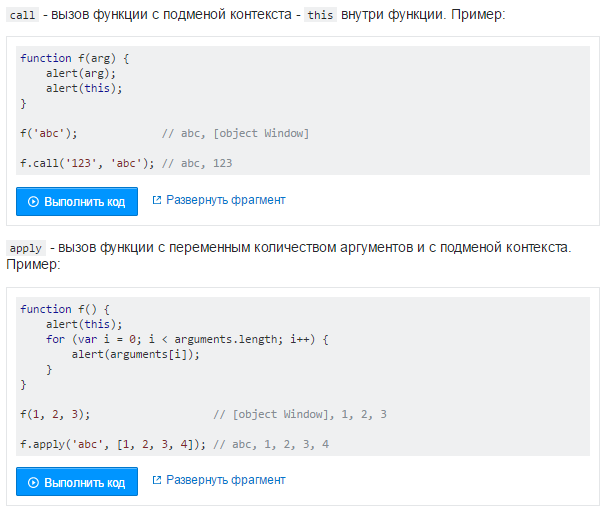 call - вызов функции с подменой контекста - this внутри функции. Пример:
function f(arg) {
    alert(arg);
    alert(this);
}
f('abc');             // abc, [object Window]
f.call('123', 'abc'); // abc, 123
Выполнить код Развернуть фрагмент
apply - вызов функции с переменным количеством аргументов и с подменой контекста.
Пример:
function f() {
    alert(this);
    for (var i = 0; i < arguments.length; i++) {
        alert(arguments[i]);
    }
}
f(1, 2, 3);                   // [object Window], 1, 2, 3
f.apply('abc', [1, 2, 3, 4]); // abc, 1, 2, 3, 4
Выполнить код Развернуть фрагмент